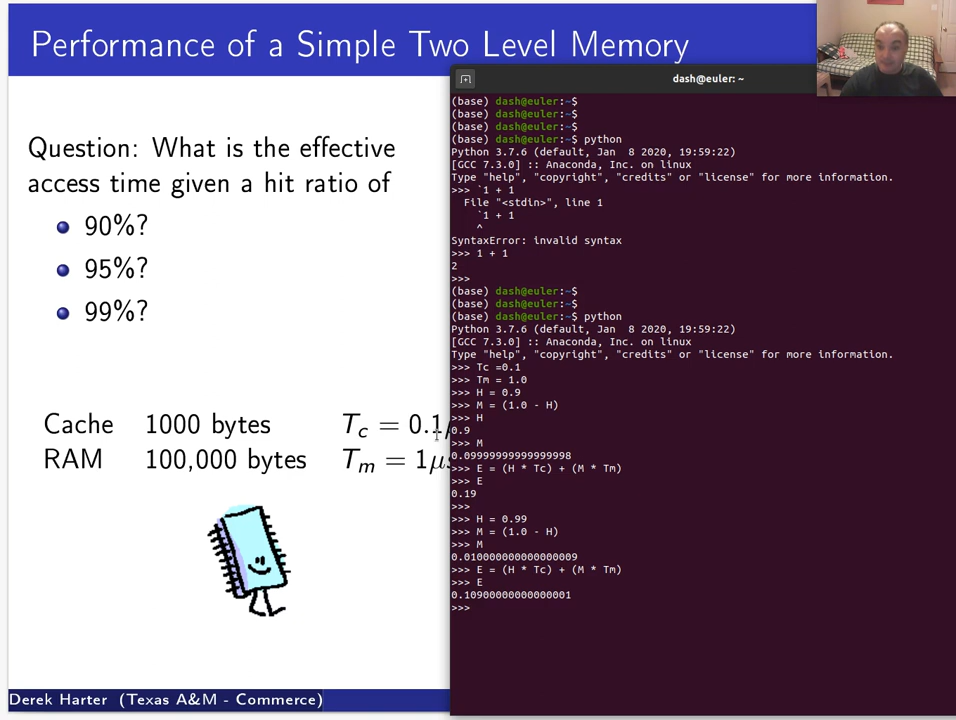 Performance of a Simple Two Level Memory
Question: What is the effective
access time given a hit ratio of
90%?
95%?
99%?
Cache 1000 bytes Tc = 0.1μ
RAM 100,000 bytes Tm = 1μs
Derek Harter (Texas A&M - Commerce)
dash@euler: ~
(base) dash@euler:~$
(base) dash@euler:~$
(base) dash@euler:~$
(base) dash@euler:~$ python
Python 3.7.6 (default, Jan  8 2020, 19:59:22)
[GCC 7.3.0] :: Anaconda, Inc. on linux
Type "help", "copyright", "credits" or "license" for more information.
>>> `1 + 1
  File "<stdin>", line 1
    `1 + 1
    ^
SyntaxError: invalid syntax
>>> 1 + 1
2
>>>
(base) dash@euler:~$
(base) dash@euler:~$
(base) dash@euler:~$ python
Python 3.7.6 (default, Jan  8 2020, 19:59:22)
[GCC 7.3.0] :: Anaconda, Inc. on linux
Type "help", "copyright", "credits" or "license" for more information.
>>> Tc =0.1
>>> Tm = 1.0
>>> H = 0.9
>>> M = (1.0 - H)
>>> H
0.9
>>> M
0.09999999999999998
>>> E = (H * Tc) + (M * Tm)
>>> E
0.19
>>>
>>> H = 0.99
>>> M = (1.0 - H)
>>> M
0.010000000000000009
>>> E = (H * Tc) + (M * Tm)
>>> E
0.10900000000000001
>>>